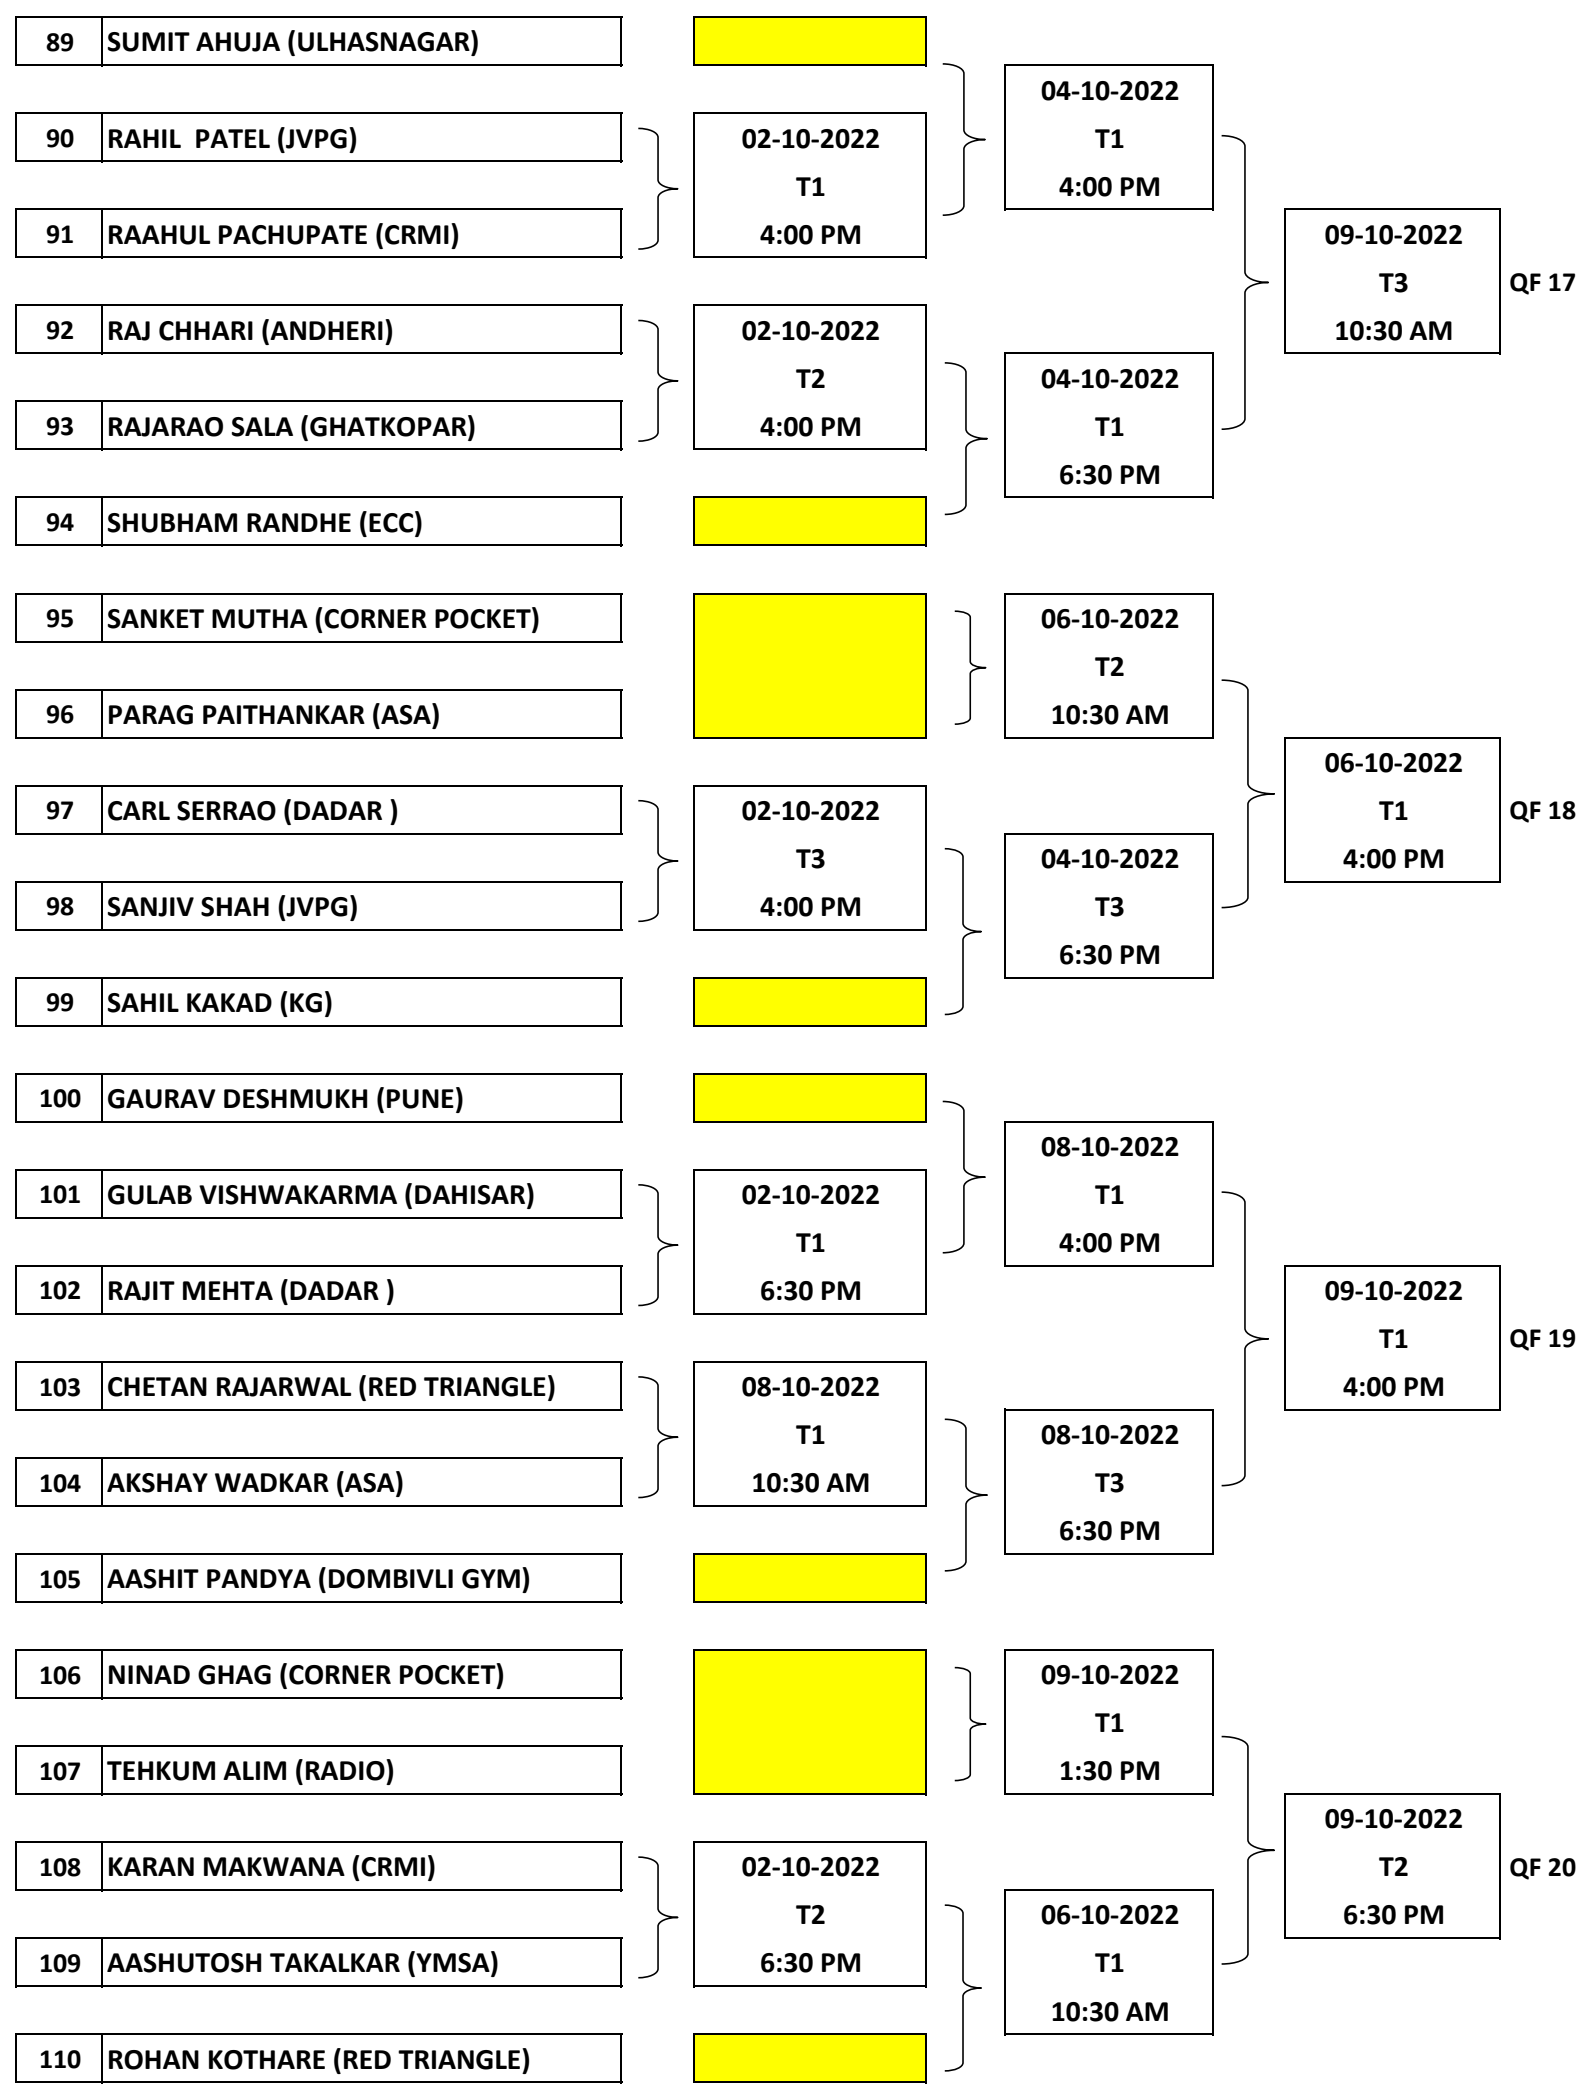 89 SUMIT AHUJA (ULHASNAGAR)
04-10-2022
90 RAHIL  PATEL (JVPG) 02-10-2022 T1
T1 4:00 PM
91 RAAHUL PACHUPATE (CRMI) 4:00 PM 09-10-2022
T3 QF 17
92 RAJ CHHARI (ANDHERI) 02-10-2022 10:30 AM
T2 04-10-2022
93 RAJARAO SALA (GHATKOPAR) 4:00 PM T1
6:30 PM
94 SHUBHAM RANDHE (ECC)
95 SANKET MUTHA (CORNER POCKET) 06-10-2022
T2
96 PARAG PAITHANKAR (ASA) 10:30 AM
06-10-2022
97 CARL SERRAO (DADAR ) 02-10-2022 T1 QF 18
T3 04-10-2022 4:00 PM
98 SANJIV SHAH (JVPG) 4:00 PM T3
6:30 PM
99 SAHIL KAKAD (KG)
100 GAURAV DESHMUKH (PUNE)
08-10-2022
101 GULAB VISHWAKARMA (DAHISAR) 02-10-2022 T1
T1 4:00 PM
102 RAJIT MEHTA (DADAR ) 6:30 PM 09-10-2022
T1 QF 19
103 CHETAN RAJARWAL (RED TRIANGLE) 08-10-2022 4:00 PM
T1 08-10-2022
104 AKSHAY WADKAR (ASA) 10:30 AM T3
6:30 PM
105 AASHIT PANDYA (DOMBIVLI GYM)
106 NINAD GHAG (CORNER POCKET) 09-10-2022
T1
107 TEHKUM ALIM (RADIO) 1:30 PM
09-10-2022
108 KARAN MAKWANA (CRMI) 02-10-2022 T2 QF 20
T2 06-10-2022 6:30 PM
109 AASHUTOSH TAKALKAR (YMSA) 6:30 PM T1
10:30 AM
110 ROHAN KOTHARE (RED TRIANGLE)